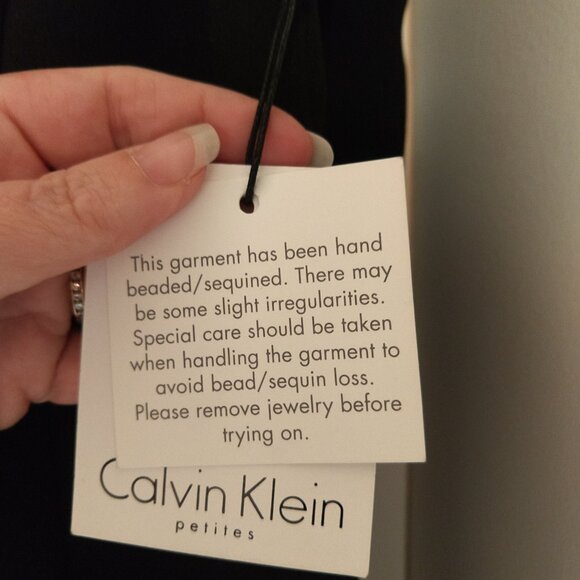 This garment has been hand
beaded/sequined. There may
be some slight irregularities.
Special care should be taken
when handling the garment to
avoid bead/sequin loss.
Please remove jewelry before
trying on.
Calvin Klein
petites